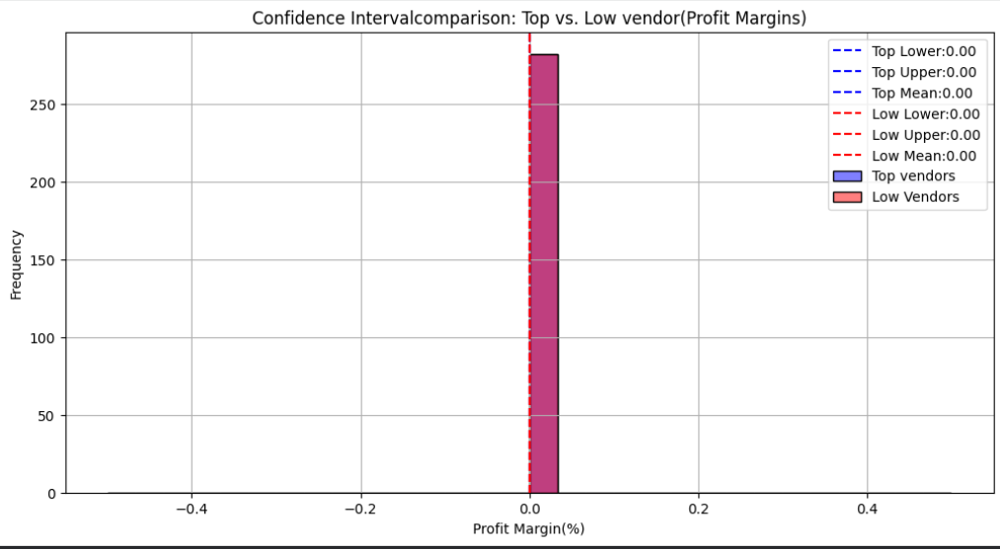 Confidence Intervalcomparison: Top vs. Low vendor(Profit Margins)
Top Lower:0.00
Top Upper:0.00
Top Mean:0.00
Low Lower:0.00
Low Upper:0.00
Low Mean:0.00
Top vendors
Low Vendors
Frequency
250
200
150
100
50
0
−0.4 −0.2 0.0 0.2 0.4
Profit Margin(%)